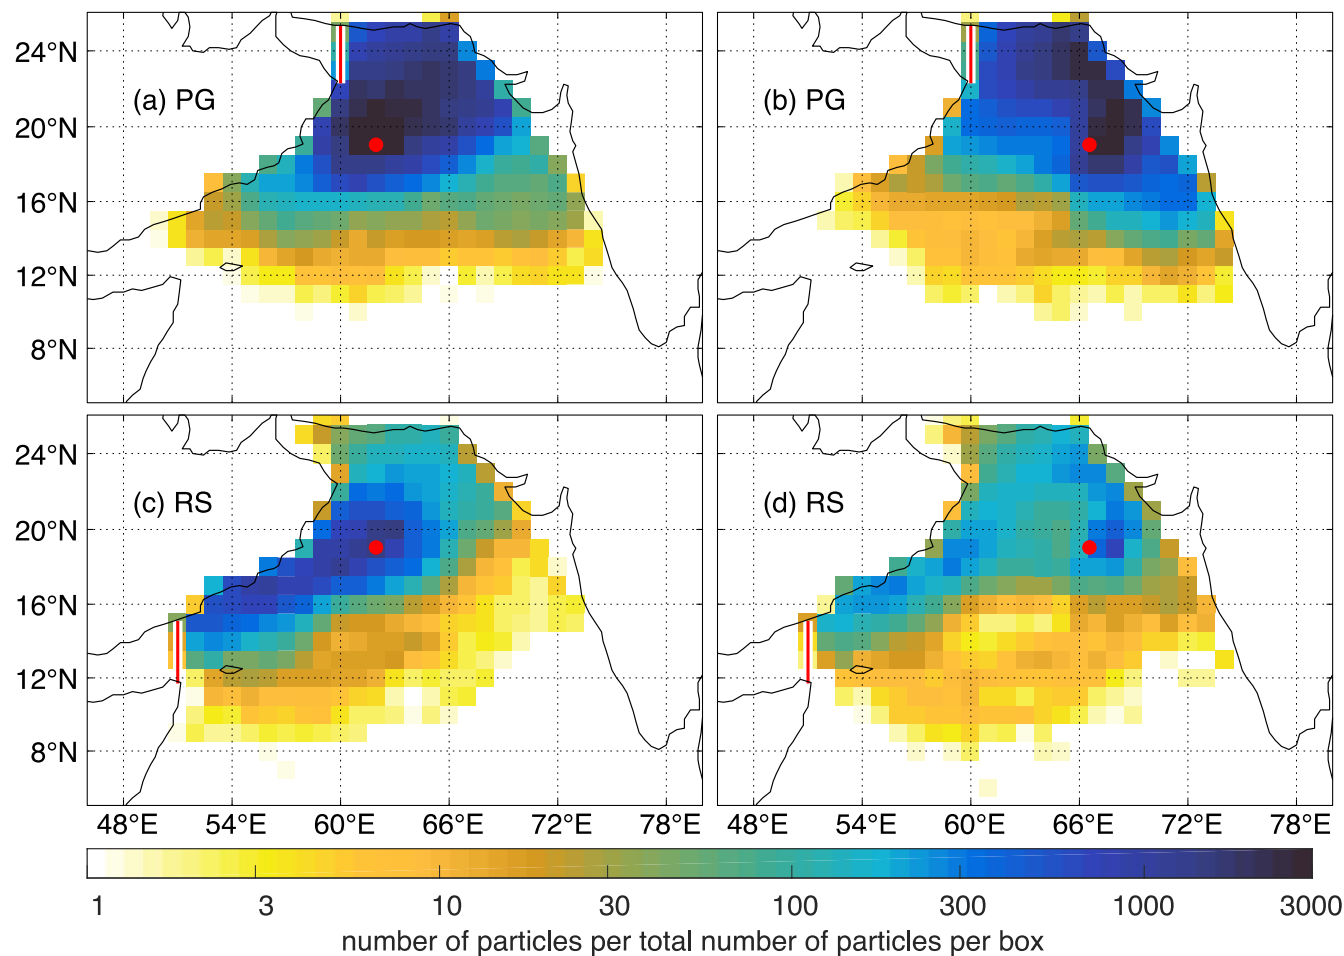 24°N
20°N
16°N
12°N
8°N
(a) PG
(b) PG
24°N
20°N
16°N
12°N
8°N
(c) RS
(d) RS
48°E 54°E 60°E 66°E 72°E 48°E 54°E 60°E 66°E 72°E 78°E
1 3 10 30 100 300 1000 3000
number of particles per total number of particles per box